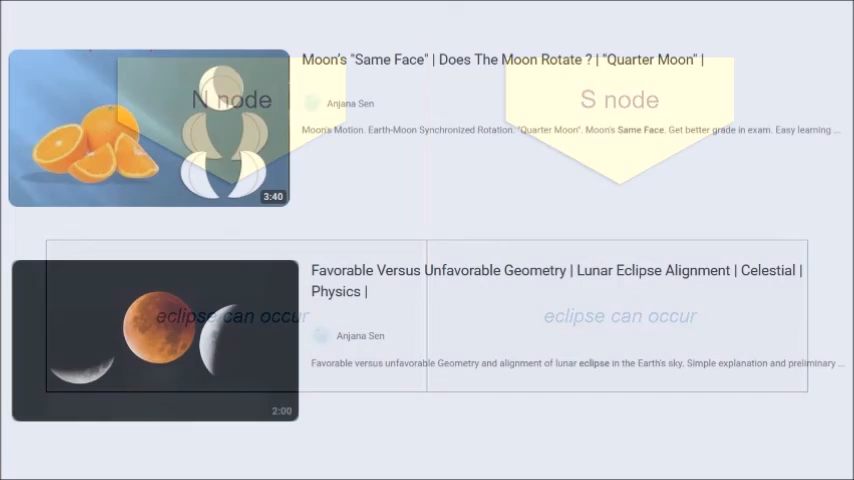 Moon's "Same Face" | Does The Moon Rotate ? | "Quarter Moon" |
N node
S node
Anjana Sen
Moon's Motion. Earth-Moon Synchronized Rotation. "Quarter Moon". Moon's Same Face. Get better grade in exam. Easy learning ...
3:40
Favorable Versus Unfavorable Geometry | Lunar Eclipse Alignment | Celestial |
Physics |
eclipse can occur
eclipse can occur
Anjana Sen
Favorable versus unfavorable Geometry and alignment of lunar eclipse in the Earth's sky. Simple explanation and preliminary ...
2:00